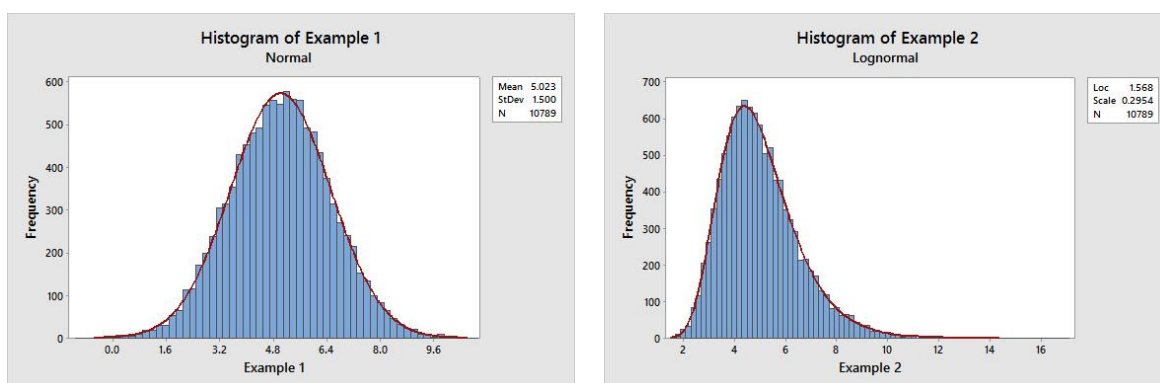 Histogram of Example 1
Normal
600
500
400
300
200
100
0
Frequency
0.0 1.6 3.2 4.8 6.4 8.0 9.6
Example 1
Mean 5.023
StDev 1.500
N 10789
Histogram of Example 2
Lognormal
700
600
500
400
300
200
100
0
Frequency
2 4 6 8 10 12 14 16
Example 2
Loc 1.568
Scale 0.2954
N 10789